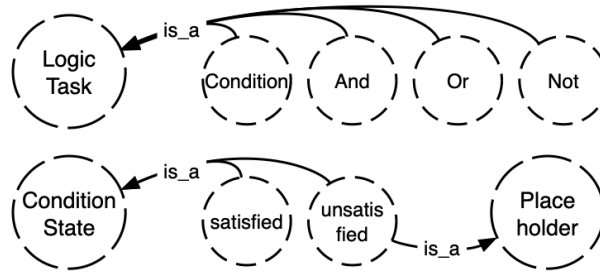 is_a
Logic
Task
Condition
And
Or
Not
is_a
Condition
State
satisfied
unsatis
fied
Place
holder
is_a